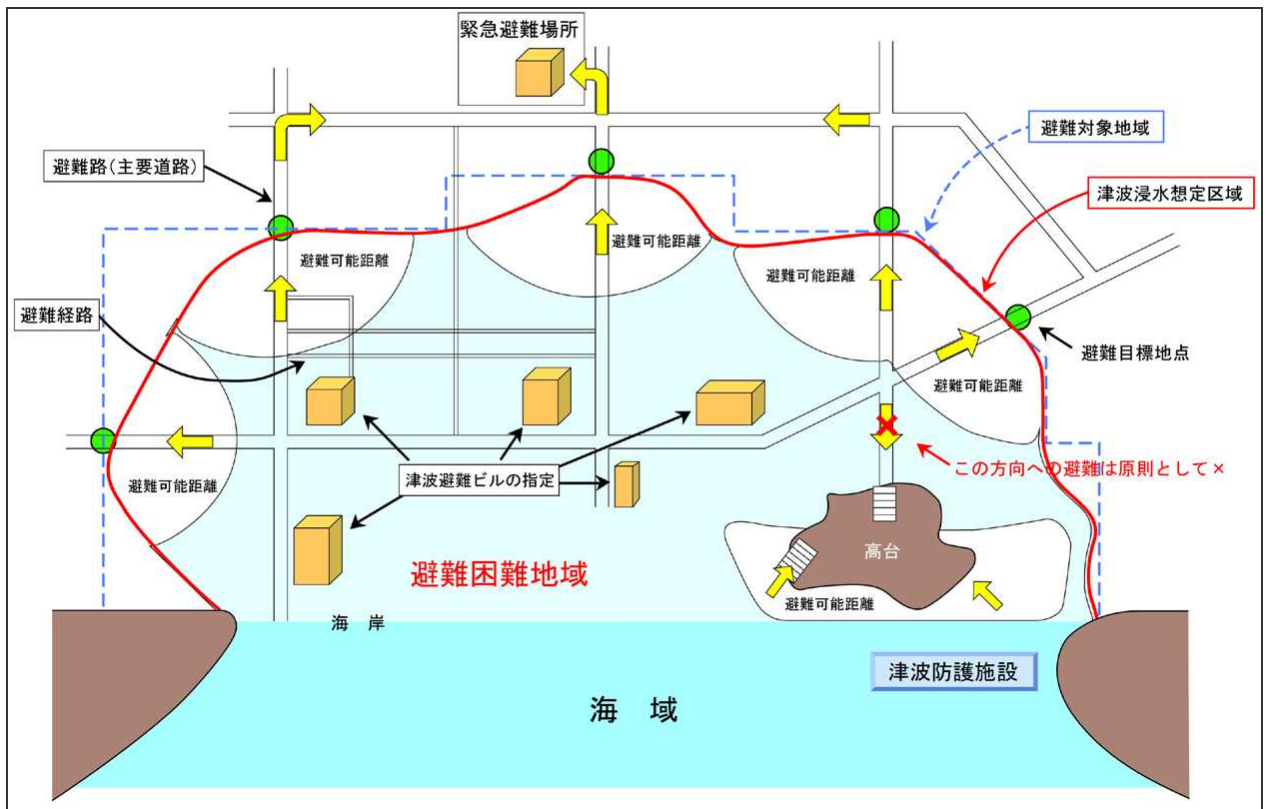 緊急避難場所
避難対象地域
避難路（主要道路）
津波浸水想定区域
避難可能距離
避難可能距離
避難可能距離
避難経路
避難目標地点
避難可能距離
津波避難ビルの指定
この方向への避難は原則として×
避難可能距離
高台
避難困難地域
避難可能距離
海 岸
津波防護施設
海 域